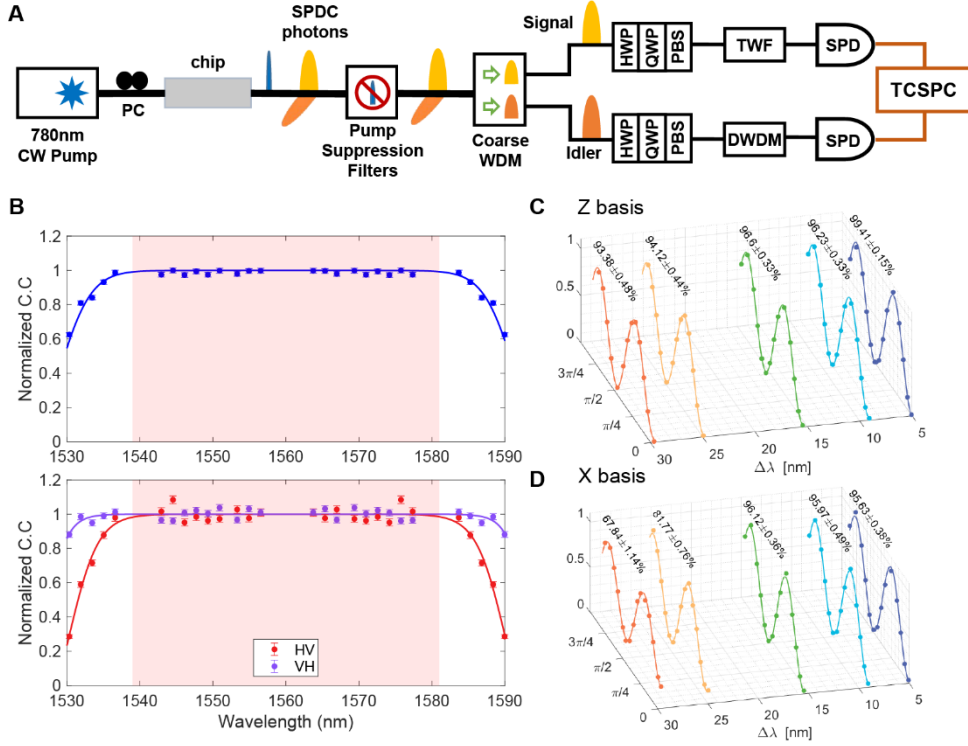 A
SPDC
photons
Signal
chip
HWP
QWP
PBS
TWF
SPD
TCSPC
PC
780nm
CW Pump
Pump
Suppression
Filters
Coarse
WDM
Idler
HWP
QWP
PBS
DWDM
SPD
B
1.2
1
0.8
0.6
0.4
0.2
0
Normalized C.C
1530 1540 1550 1560 1570 1580 1590
1.2
1
0.8
0.6
0.4
0.2
0
Normalized C.C
HV
VH
1530 1540 1550 1560 1570 1580 1590
Wavelength (nm)
C Z basis
93.38±0.48%
94.12±0.44%
96.6±0.33%
96.23±0.33%
99.41±0.15%
1
0.5
0
3π/4
π/2
π/4
0
30 25 20 15 10 5
Δλ [nm]
D X basis
67.84±1.14%
81.77±0.76%
96.12±0.36%
95.97±0.49%
95.63±0.38%
1
0.5
0
3π/4
π/2
π/4
0
30 25 20 15 10 5
Δλ [nm]